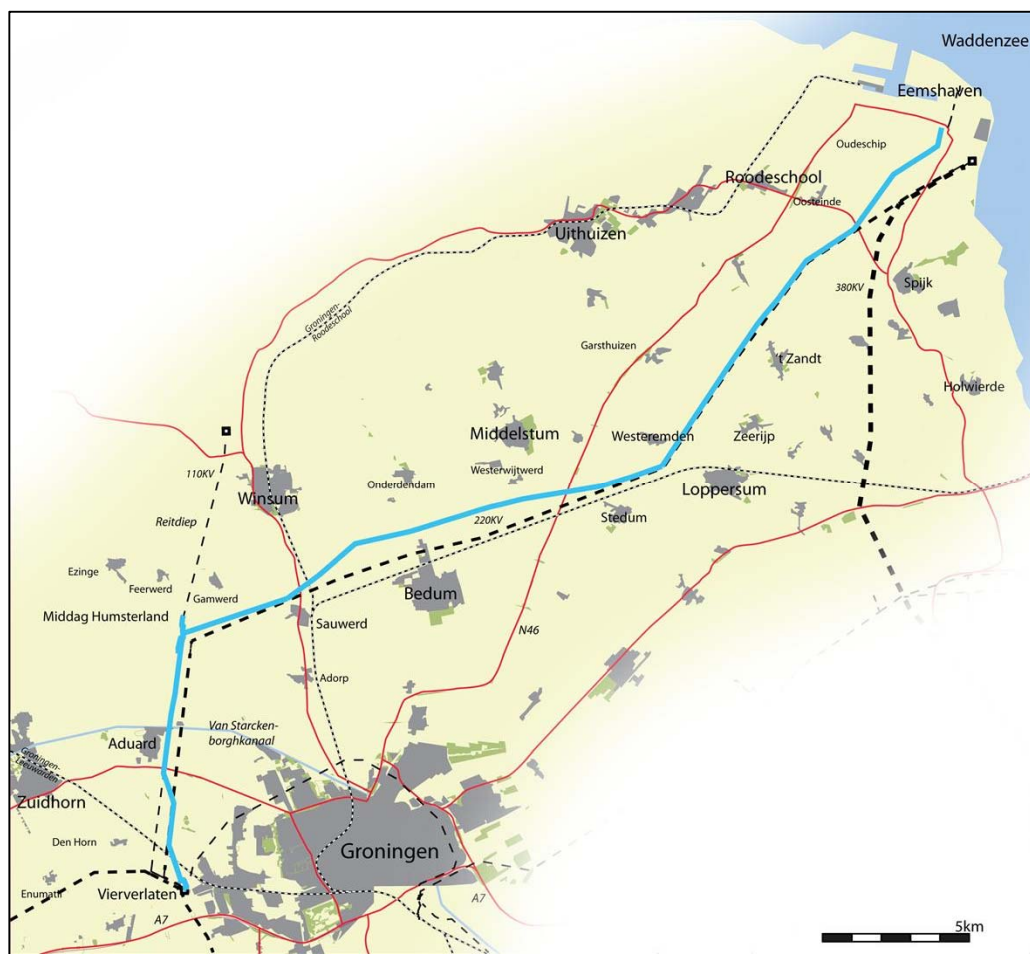 Waddenzee
Eemshaven
Oudeschip
Roodeschool
Oosteinde
Uithuizen
380KV
Spijk
Groningen-
Roodeschool
Garsthuizen
't Zandt
Holwierde
Middelstum
Westeremden
Zeerijp
110KV
Westerwijtwerd
Winsum
Onderdendam
Loppersum
Reitdiep
220KV
Stedum
Ezinge
Feerwerd
Garnwerd
Bedum
Middag Humsterland
Sauwerd
N46
Adorp
Van Starcken-
borghkanaal
Aduard
Groningen-
Leeuwarden
Zuidhorn
Den Horn
Groningen
Enumatil
Vierverlaten
A7
A7
5km